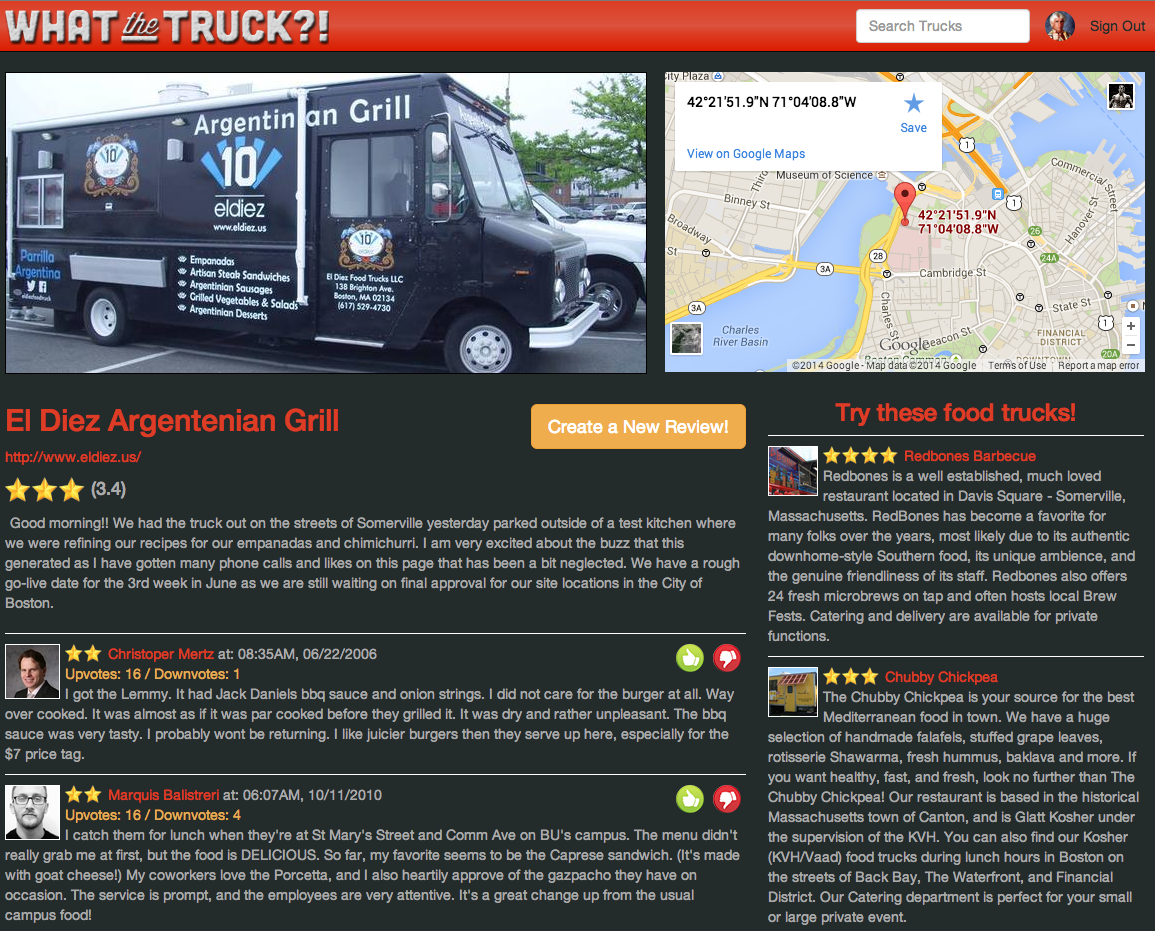 WHAT the TRUCK?!
Search Trucks
Sign Out
Argentinian Grill
Argentinian Grill
10
eldiez
www.eldiez.us
10
eldiez
Parrilla
Argentina
eldiezfoodtruck
Empanadas
Artisan Steak Sandwiches
Argentinian Sausages
Grilled Vegetables & Salads
Argentinian Desserts
10
El Diez Food Trucks LLC
138 Brighton Ave.
Boston, MA 02134
(617) 529-4730
City Plaza
42°21'51.9"N 71°04'08.8"W
Save
View on Google Maps
Museum of Science
Third
Binney St
Broadway
St
1
1
Commercial Street
Hanover St
42°21'51.9"N
71°04'08.8"W
26
24A
28
3A
3A
Cambridge St
State St
1
Charles
River Basin
Charles St
Google
Beacon St
FINANCIAL
DISTRICT
Boston Common
DOWNTOWN
20A
+
−
©2014 Google - Map data ©2014 Google
Terms of Use
Report a map error
El Diez Argentenian Grill
Create a New Review!
http://www.eldiez.us/
(3.4)
Good morning!! We had the truck out on the streets of Somerville yesterday parked outside of a test kitchen where
we were refining our recipes for our empanadas and chimichurri. I am very excited about the buzz that this
generated as I have gotten many phone calls and likes on this page that has been a bit neglected. We have a rough
go-live date for the 3rd week in June as we are still waiting on final approval for our site locations in the City of
Boston.
Christoper Mertz at: 08:35AM, 06/22/2006
Upvotes: 16 / Downvotes: 1
I got the Lemmy. It had Jack Daniels bbq sauce and onion strings. I did not care for the burger at all. Way
over cooked. It was almost as if it was par cooked before they grilled it. It was dry and rather unpleasant. The bbq
sauce was very tasty. I probably wont be returning. I like juicier burgers then they serve up here, especially for the
$7 price tag.
Marquis Balistreri at: 06:07AM, 10/11/2010
Upvotes: 16 / Downvotes: 4
I catch them for lunch when they're at St Mary's Street and Comm Ave on BU's campus. The menu didn't
really grab me at first, but the food is DELICIOUS. So far, my favorite seems to be the Caprese sandwich. (It's made
with goat cheese!) My coworkers love the Porcetta, and I also heartily approve of the gazpacho they have on
occasion. The service is prompt, and the employees are very attentive. It's a great change up from the usual
campus food!
Try these food trucks!
Redbones Barbecue
Redbones is a well established, much loved
restaurant located in Davis Square - Somerville,
Massachusetts. RedBones has become a favorite for
many folks over the years, most likely due to its authentic
downhome-style Southern food, its unique ambience, and
the genuine friendliness of its staff. Redbones also offers
24 fresh microbrews on tap and often hosts local Brew
Fests. Catering and delivery are available for private
functions.
Chubby Chickpea
The Chubby Chickpea is your source for the best
Mediterranean food in town. We have a huge
selection of handmade falafels, stuffed grape leaves,
rotisserie Shawarma, fresh hummus, baklava and more. If
you want healthy, fast, and fresh, look no further than The
Chubby Chickpea! Our restaurant is based in the historical
Massachusetts town of Canton, and is Glatt Kosher under
the supervision of the KVH. You can also find our Kosher
(KVH/Vaad) food trucks during lunch hours in Boston on
the streets of Back Bay, The Waterfront, and Financial
District. Our Catering department is perfect for your small
or large private event.